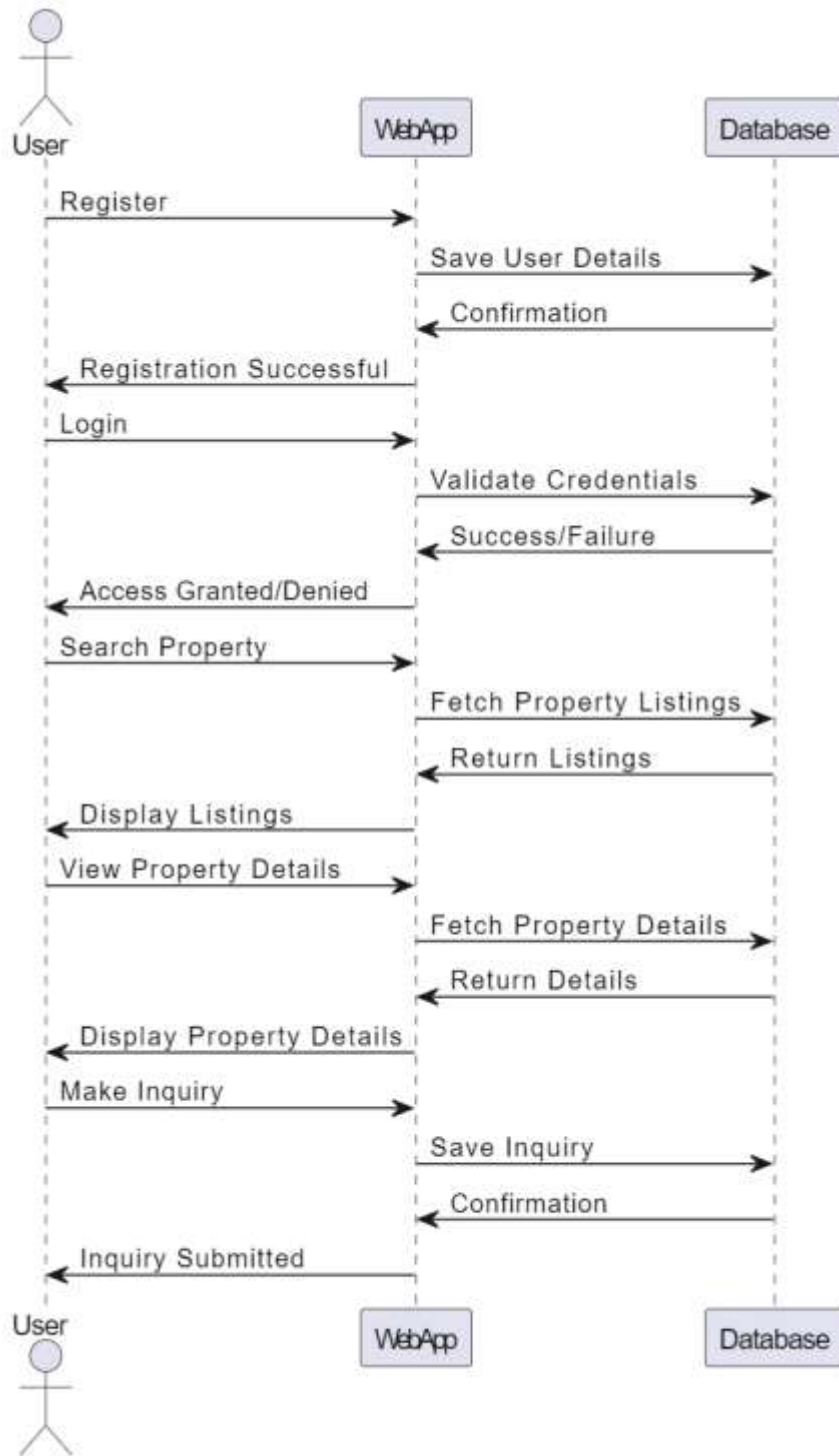 User
WebApp
Database
Register
Save User Details
Confirmation
Registration Successful
Login
Validate Credentials
Success/Failure
Access Granted/Denied
Search Property
Fetch Property Listings
Return Listings
Display Listings
View Property Details
Fetch Property Details
Return Details
Display Property Details
Make Inquiry
Save Inquiry
Confirmation
Inquiry Submitted
User
WebApp
Database